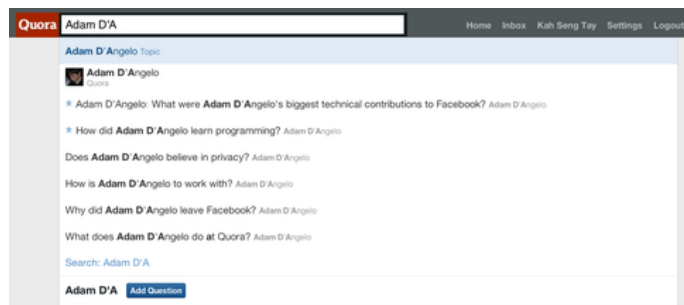 Quora Adam D'A Home Inbox Kah Seng Tay Settings Logout
Adam D'Angelo Topic
Adam D'Angelo
Quora
Adam D'Angelo: What were Adam D'Angelo's biggest technical contributions to Facebook? Adam D'Angelo
How did Adam D'Angelo learn programming? Adam D'Angelo
Does Adam D'Angelo believe in privacy? Adam D'Angelo
How is Adam D'Angelo to work with? Adam D'Angelo
Why did Adam D'Angelo leave Facebook? Adam D'Angelo
What does Adam D'Angelo do at Quora? Adam D'Angelo
Search: Adam D'A
Adam D'A Add Question